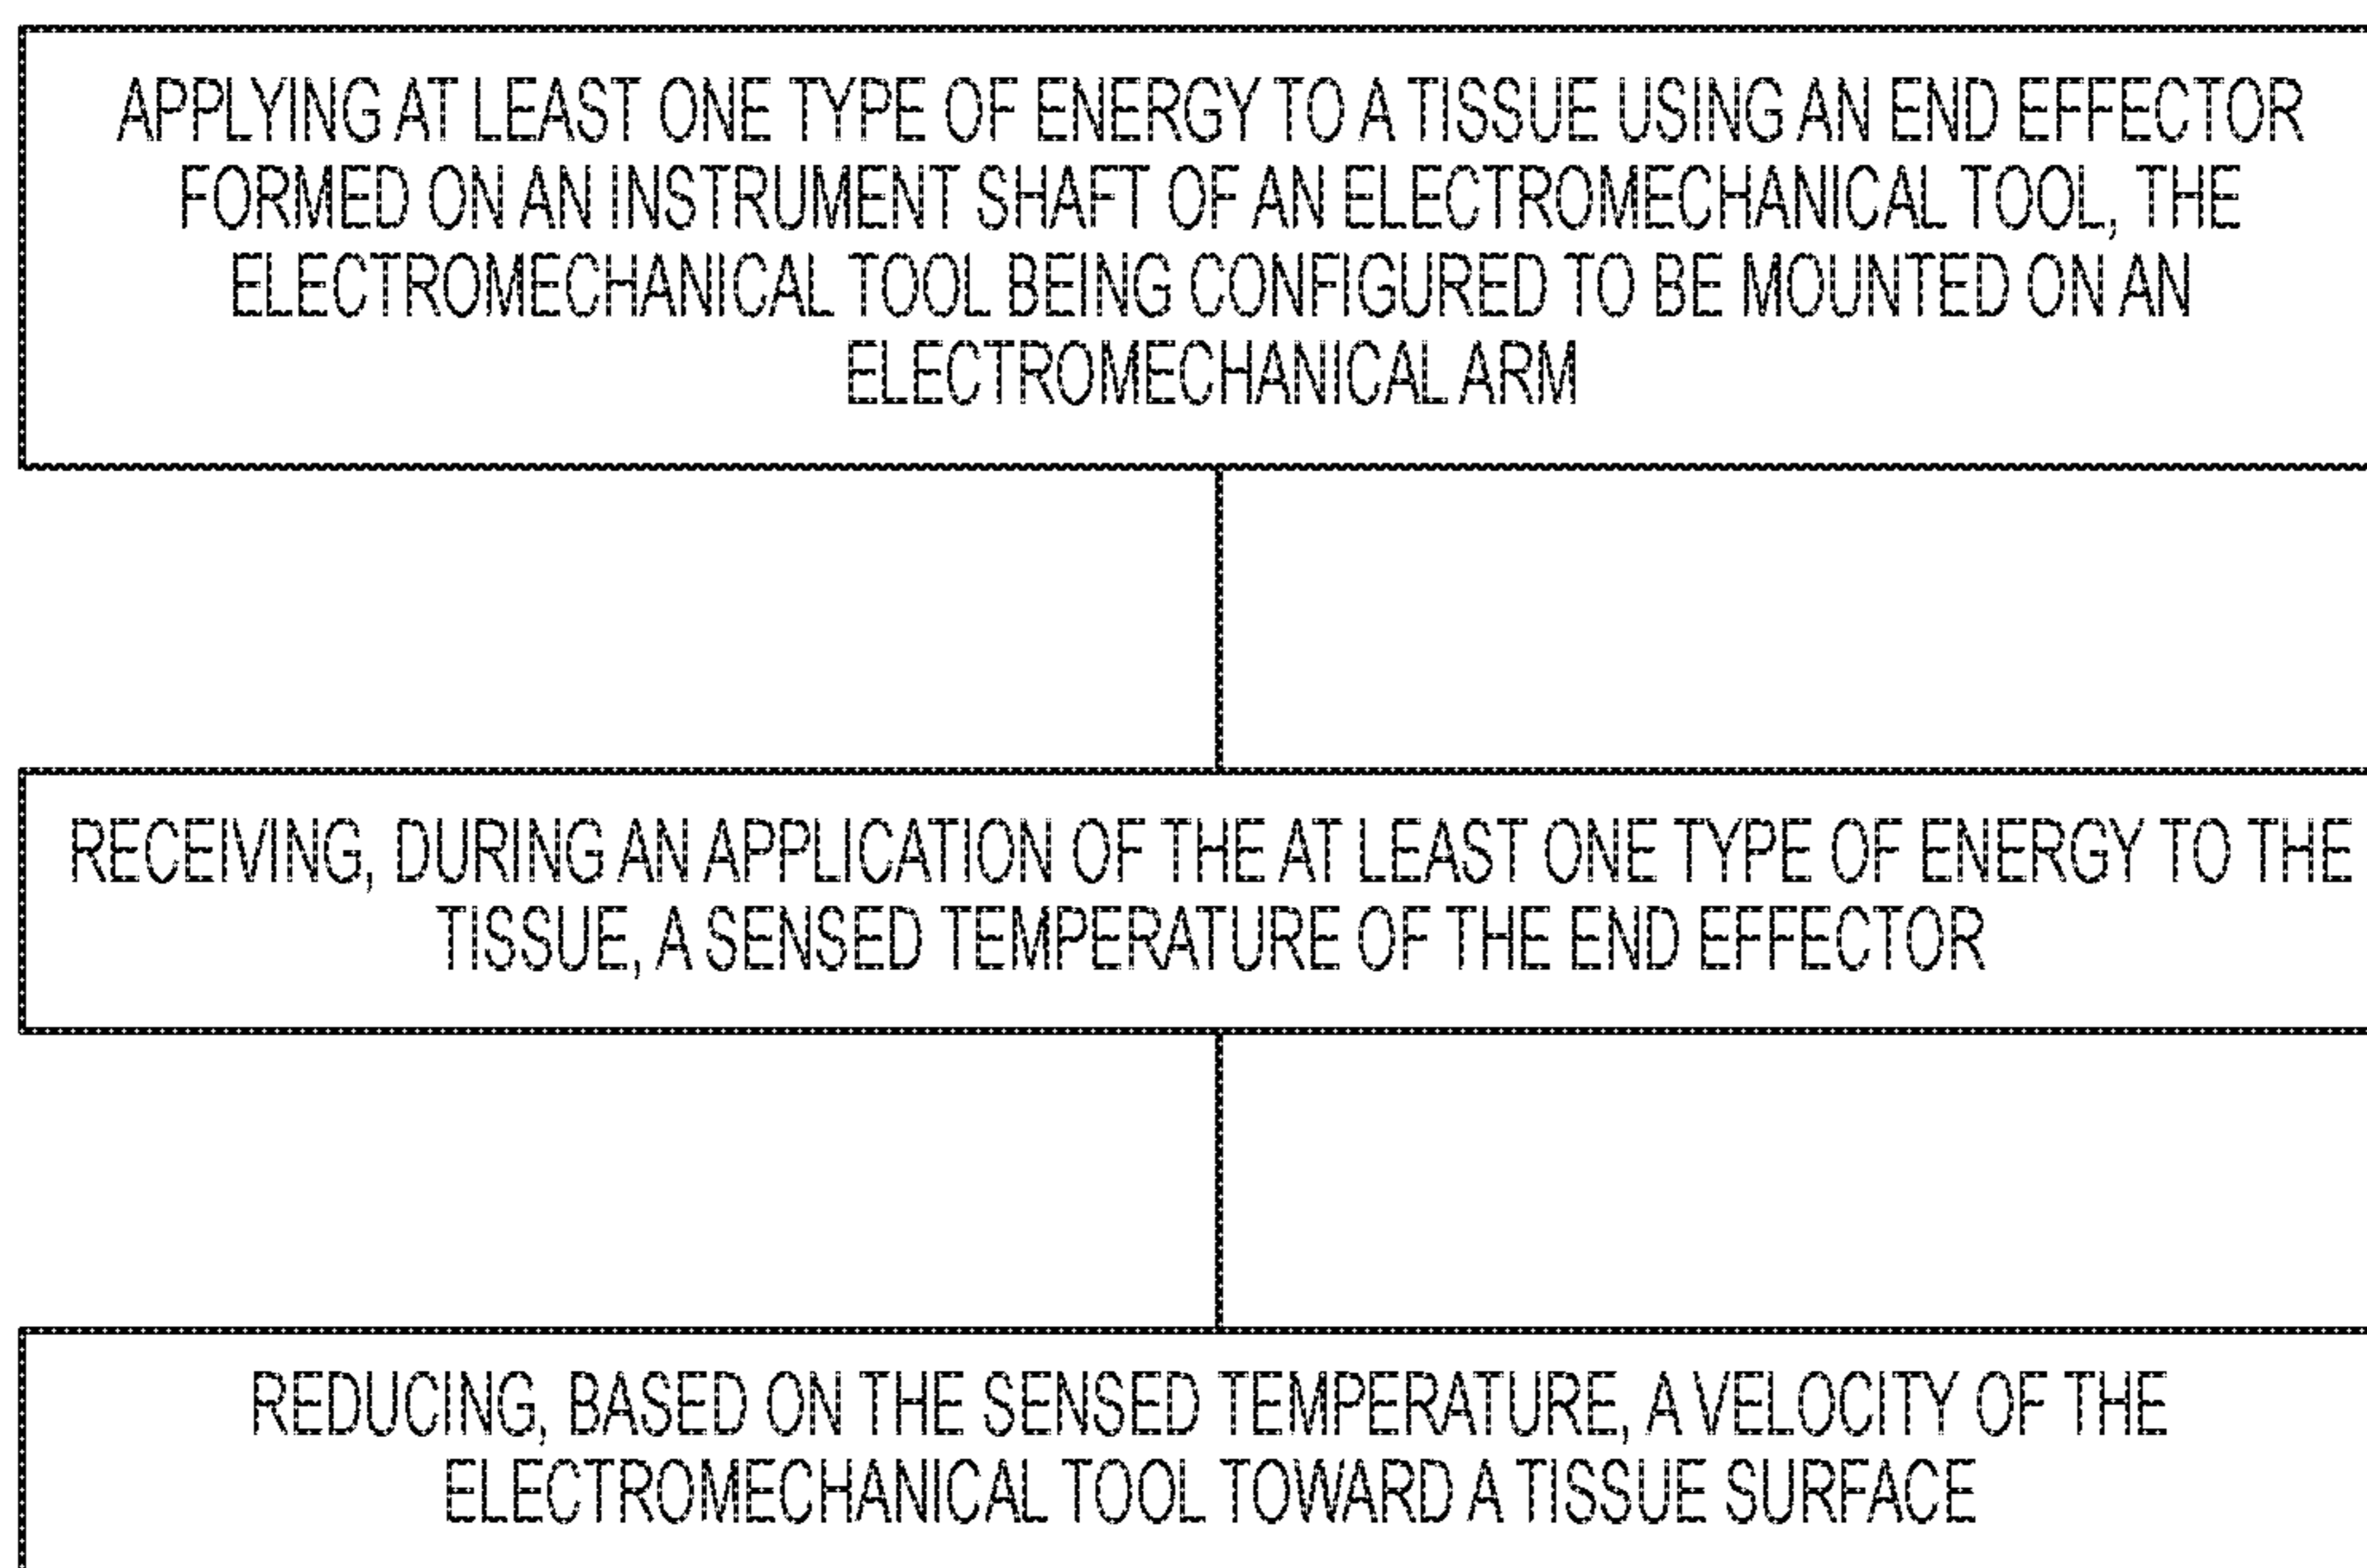 APPLYING AT LEAST ONE TYPE OF ENERGY TO A TISSUE USING AN END EFFECTOR
FORMED ON AN INSTRUMENT SHAFT OF AN ELECTROMECHANICAL TOOL, THE
ELECTROMECHANICAL TOOL BEING CONFIGURED TO BE MOUNTED ON AN
ELECTROMECHANICAL ARM
RECEIVING, DURING AN APPLICATION OF THE AT LEAST ONE TYPE OF ENERGY TO THE
TISSUE, A SENSED TEMPERATURE OF THE END EFFECTOR
REDUCING, BASED ON THE SENSED TEMPERATURE, A VELOCITY OF THE
ELECTROMECHANICAL TOOL TOWARD A TISSUE SURFACE